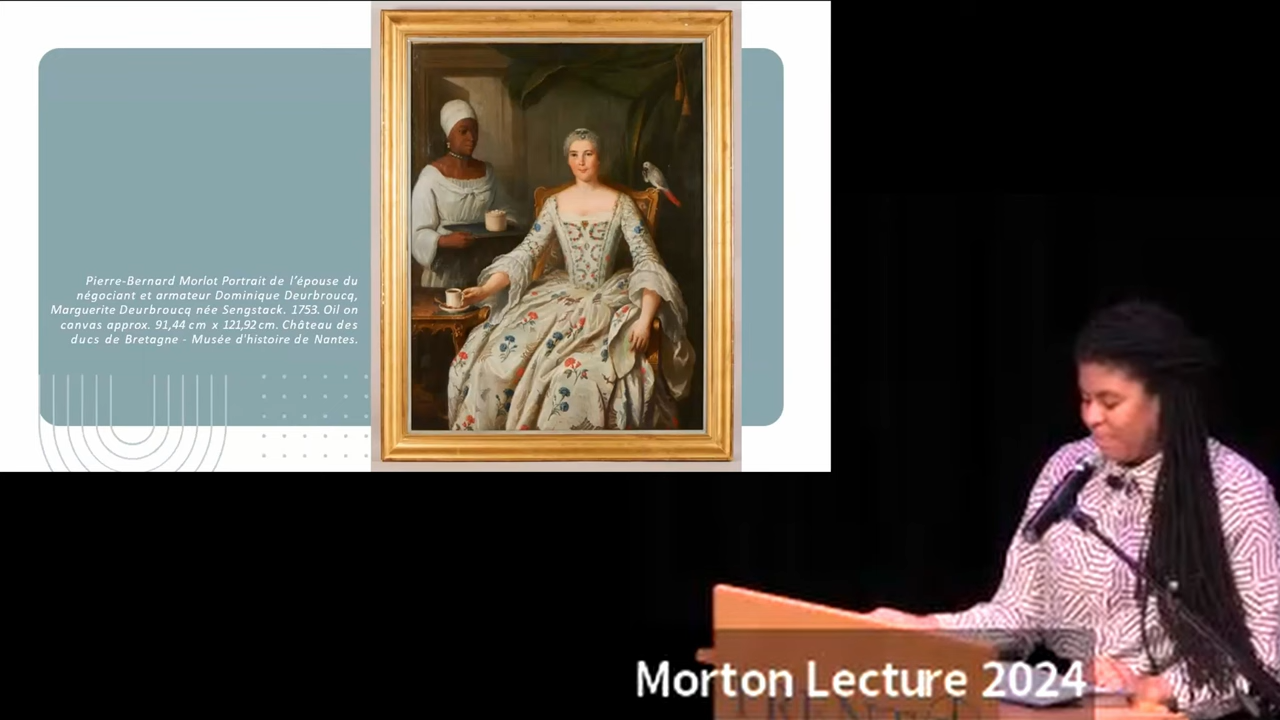 Pierre-Bernard Morlot Portrait de l'épouse du
négociant et armateur Dominique Deurbroucq,
Marguerite Deurbroucq née Sengstack. 1753. Oil on
canvas approx. 91,44 cm x 121,92 cm. Château des
ducs de Bretagne - Musée d'histoire de Nantes.
Morton Lecture 2024